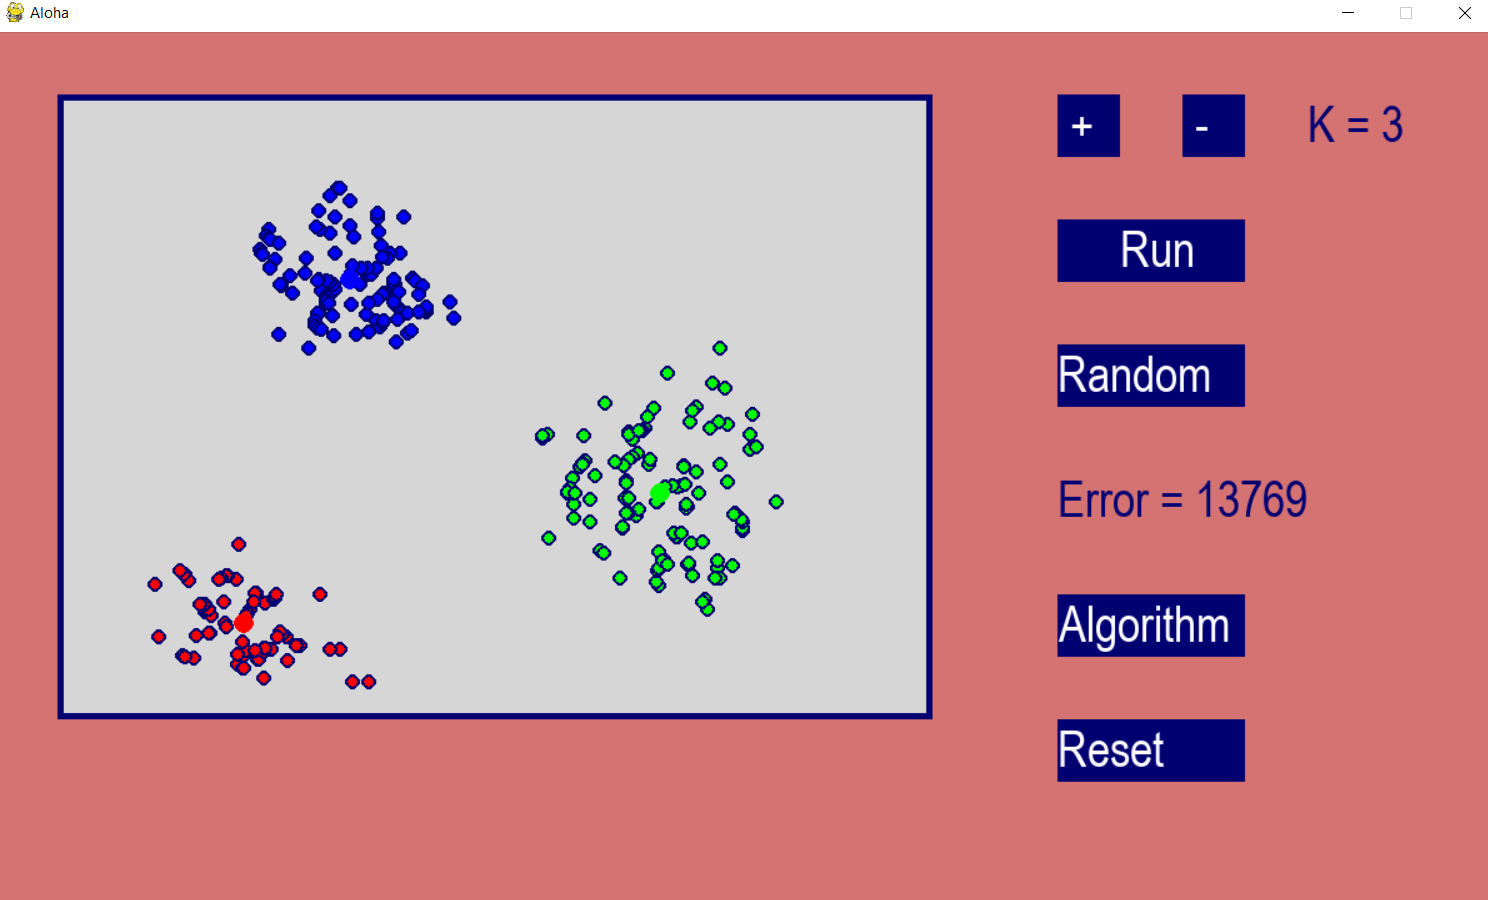 Aloha
+ - K = 3
Run
Random
Error = 13769
Algorithm
Reset